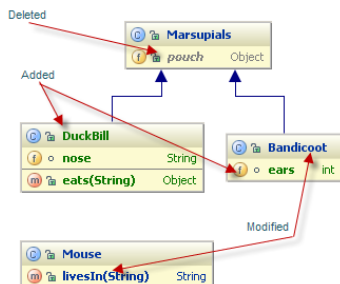 Deleted
C Marsupials
f pouch Object
Added
C DuckBill
f nose String
m eats(String) Object
C Bandicoot
f ears int
Modified
C Mouse
m livesIn(String) String